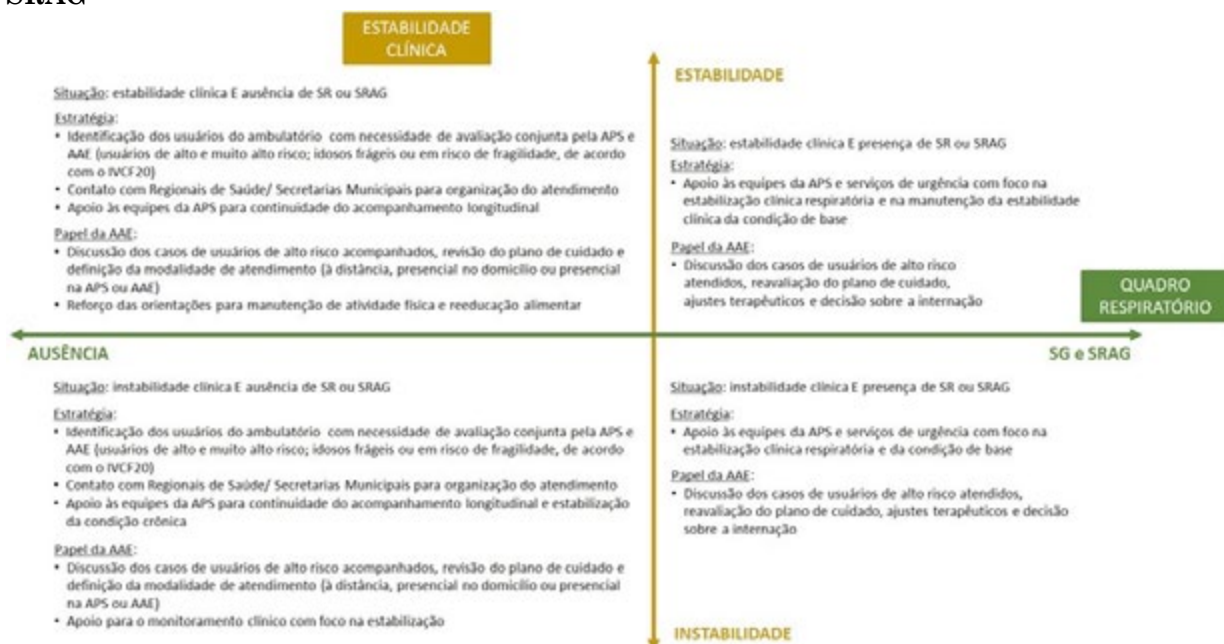 SRAG
ESTABILIDADE
CLÍNICA
Situação: estabilidade clínica E ausência de SR ou SRAG
Estratégia:
• Identificação dos usuários do ambulatório com necessidade de avaliação conjunta pela APS e
AAE (usuários de alto e muito alto risco; idosos frágeis ou em risco de fragilidade, de acordo
com o IVCF20)
• Contato com Regionais de Saúde/ Secretarias Municipais para organização do atendimento
• Apoio às equipes da APS para continuidade do acompanhamento longitudinal
Papel da AAE:
• Discussão dos casos de usuários de alto risco acompanhados, revisão do plano de cuidado e
definição da modalidade de atendimento (à distância, presencial no domicílio ou presencial
na APS ou AAE)
• Reforço das orientações para manutenção de atividade física e reeducação alimentar
ESTABILIDADE
Situação: estabilidade clínica E presença de SR ou SRAG
Estratégia:
• Apoio às equipes da APS e serviços de urgência com foco na
estabilização clínica respiratória e na manutenção da estabilidade
clínica da condição de base
Papel da AAE:
• Discussão dos casos de usuários de alto risco
atendidos, reavaliação do plano de cuidado,
ajustes terapêuticos e decisão sobre a internação
QUADRO
RESPIRATÓRIO
AUSÊNCIA
SG e SRAG
Situação: instabilidade clínica E ausência de SR ou SRAG
Estratégia:
• Identificação dos usuários do ambulatório com necessidade de avaliação conjunta pela APS e
AAE (usuários de alto e muito alto risco; idosos frágeis ou em risco de fragilidade, de acordo
com o IVCF20)
• Contato com Regionais de Saúde/ Secretarias Municipais para organização do atendimento
• Apoio às equipes da APS para continuidade do acompanhamento longitudinal e estabilização
da condição crônica
Papel da AAE:
• Discussão dos casos de usuários de alto risco acompanhados, revisão do plano de cuidado e
definição da modalidade de atendimento (à distância, presencial no domicílio ou presencial
na APS ou AAE)
• Apoio para o monitoramento clínico com foco na estabilização
Situação: instabilidade clínica E presença de SR ou SRAG
Estratégia:
• Apoio às equipes da APS e serviços de urgência com foco na
estabilização clínica respiratória e da condição de base
Papel da AAE:
• Discussão dos casos de usuários de alto risco atendidos,
reavaliação do plano de cuidado, ajustes terapêuticos e decisão
sobre a internação
INSTABILIDADE